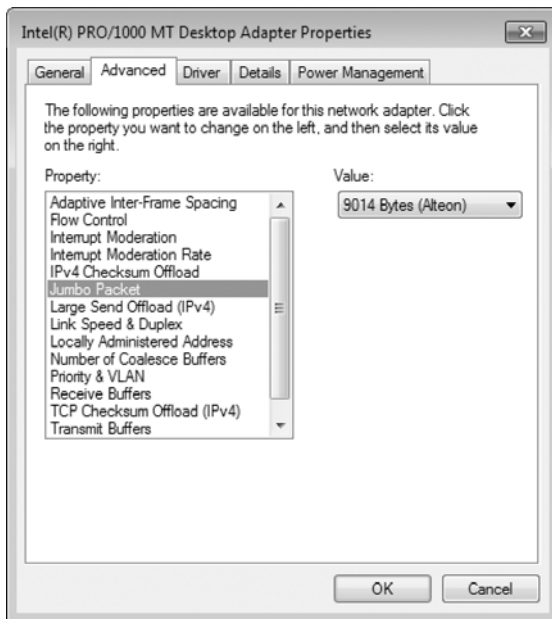 Intel(R) PRO/1000 MT Desktop Adapter Properties
General Advanced Driver Details Power Management
The following properties are available for this network adapter. Click
the property you want to change on the left, and then select its value
on the right.
Property:
Value:
Adaptive Inter-Frame Spacing
Flow Control
Interrupt Moderation
Interrupt Moderation Rate
IPv4 Checksum Offload
Jumbo Packet
Large Send Offload (IPv4)
Link Speed & Duplex
Locally Administered Address
Number of Coalesce Buffers
Priority & VLAN
Receive Buffers
TCP Checksum Offload (IPv4)
Transmit Buffers
9014 Bytes (Alteon)
OK
Cancel